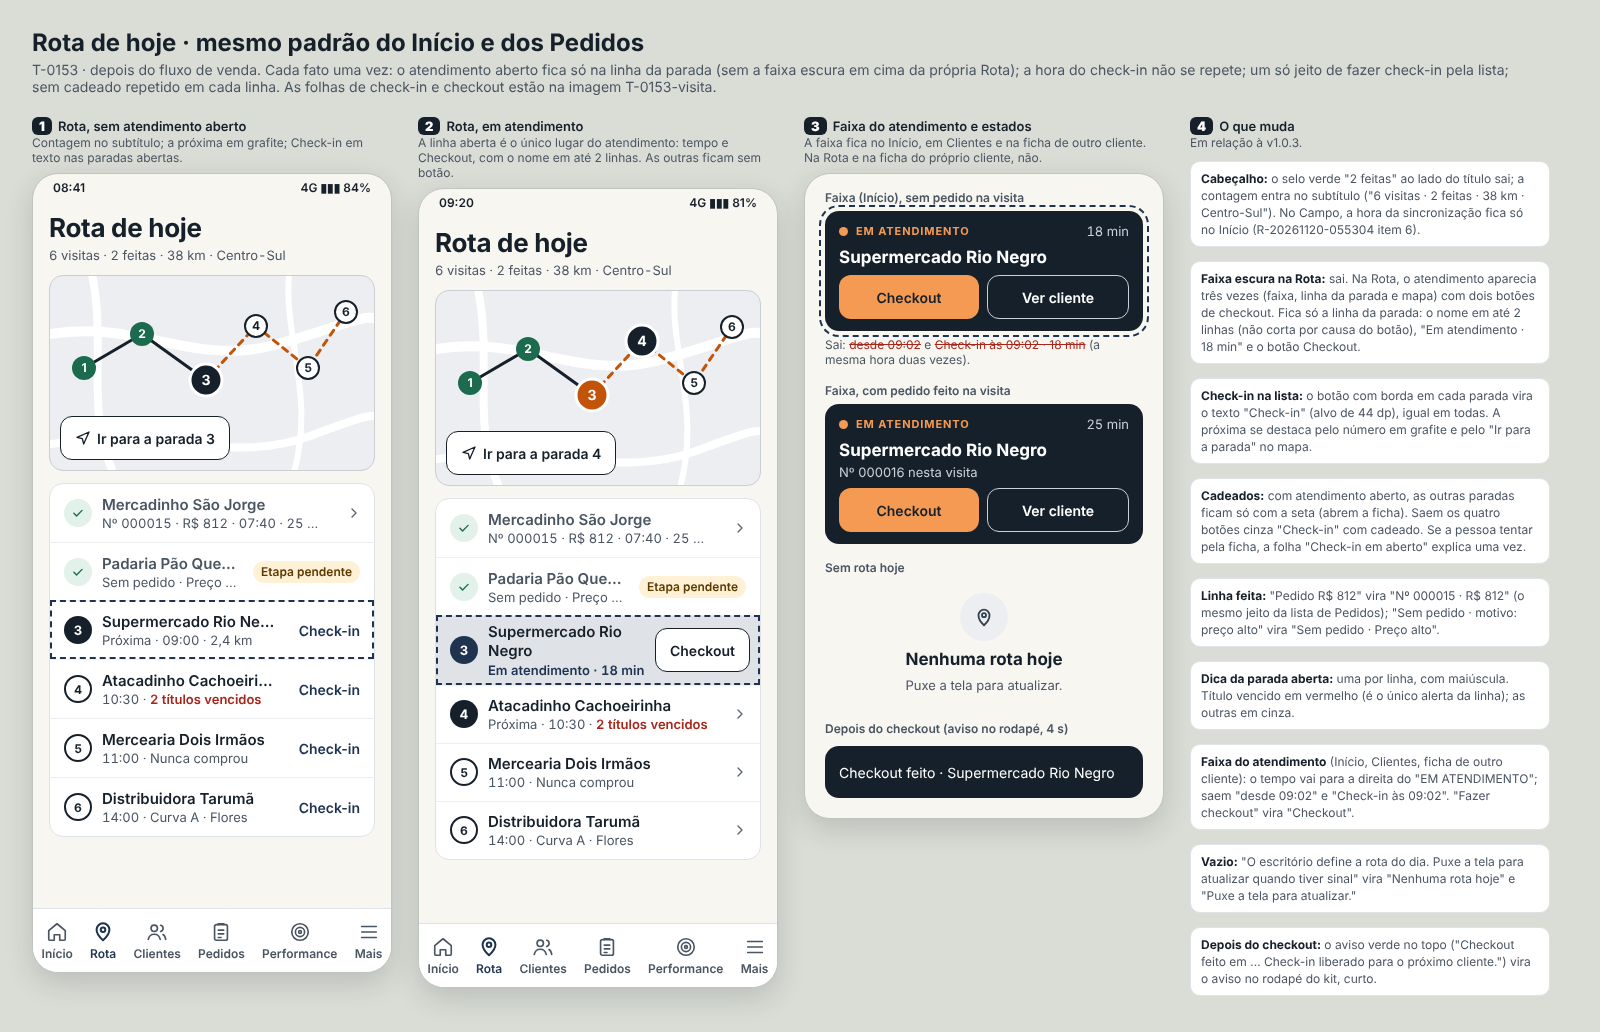 Rota de hoje · mesmo padrão do Início e dos Pedidos
T-0153 · depois do fluxo de venda. Cada fato uma vez: o atendimento aberto fica só na linha da parada (sem a faixa escura em cima da própria Rota); a hora do check-in não se repete; um só jeito de fazer check-in pela lista;
sem cadeado repetido em cada linha. As folhas de check-in e checkout estão na imagem T-0153-visita.
1 Rota, sem atendimento aberto
Contagem no subtítulo; a próxima em grafite; Check-in em
texto nas paradas abertas.
08:41 4G 84%
Rota de hoje
6 visitas · 2 feitas · 38 km · Centro-Sul
1
2
3
4
5
6
Ir para a parada 3
Mercadinho São Jorge
Nº 000015 · R$ 812 · 07:40 · 25 ...
Padaria Pão Que...
Sem pedido · Preço ...
Etapa pendente
3
Supermercado Rio Ne...
Próxima · 09:00 · 2,4 km
Check-in
4
Atacadinho Cachoeiri...
10:30 · 2 títulos vencidos
Check-in
5
Mercearia Dois Irmãos
11:00 · Nunca comprou
Check-in
6
Distribuidora Tarumã
14:00 · Curva A · Flores
Check-in
Início Rota Clientes Pedidos Performance Mais
2 Rota, em atendimento
A linha aberta é o único lugar do atendimento: tempo e
Checkout, com o nome em até 2 linhas. As outras ficam sem
botão.
09:20 4G 81%
Rota de hoje
6 visitas · 2 feitas · 38 km · Centro-Sul
1
2
3
4
5
6
Ir para a parada 4
Mercadinho São Jorge
Nº 000015 · R$ 812 · 07:40 · 25 ...
Padaria Pão Que...
Sem pedido · Preço ...
Etapa pendente
3
Supermercado Rio
Negro
Em atendimento · 18 min
Checkout
4
Atacadinho Cachoeirinha
Próxima · 10:30 · 2 títulos vencidos
5
Mercearia Dois Irmãos
11:00 · Nunca comprou
6
Distribuidora Tarumã
14:00 · Curva A · Flores
Início Rota Clientes Pedidos Performance Mais
3 Faixa do atendimento e estados
A faixa fica no Início, em Clientes e na ficha de outro cliente.
Na Rota e na ficha do próprio cliente, não.
Faixa (Início), sem pedido na visita
EM ATENDIMENTO 18 min
Supermercado Rio Negro
Checkout Ver cliente
Sai: desde 09:02 e Check-in às 09:02 · 18 min (a
mesma hora duas vezes).
Faixa, com pedido feito na visita
EM ATENDIMENTO 25 min
Supermercado Rio Negro
Nº 000016 nesta visita
Checkout Ver cliente
Sem rota hoje
Nenhuma rota hoje
Puxe a tela para atualizar.
Depois do checkout (aviso no rodapé, 4 s)
Checkout feito · Supermercado Rio Negro
4 O que muda
Em relação à v1.0.3.
Cabeçalho: o selo verde "2 feitas" ao lado do título sai; a
contagem entra no subtítulo ("6 visitas · 2 feitas · 38 km ·
Centro-Sul"). No Campo, a hora da sincronização fica só
no Início (R-20261120-055304 item 6).
Faixa escura na Rota: sai. Na Rota, o atendimento aparecia
três vezes (faixa, linha da parada e mapa) com dois botões
de checkout. Fica só a linha da parada: o nome em até 2
linhas (não corta por causa do botão), "Em atendimento ·
18 min" e o botão Checkout.
Check-in na lista: o botão com borda em cada parada vira
o texto "Check-in" (alvo de 44 dp), igual em todas. A
próxima se destaca pelo número em grafite e pelo "Ir para
a parada" no mapa.
Cadeados: com atendimento aberto, as outras paradas
ficam só com a seta (abrem a ficha). Saem os quatro
botões cinza "Check-in" com cadeado. Se a pessoa tentar
pela ficha, a folha "Check-in em aberto" explica uma vez.
Linha feita: "Pedido R$ 812" vira "Nº 000015 · R$ 812" (o
mesmo jeito da lista de Pedidos); "Sem pedido · motivo:
preço alto" vira "Sem pedido · Preço alto".
Dica da parada aberta: uma por linha, com maiúscula.
Título vencido em vermelho (é o único alerta da linha); as
outras em cinza.
Faixa do atendimento (Início, Clientes, ficha de outro
cliente): o tempo vai para a direita do "EM ATENDIMENTO";
saem "desde 09:02" e "Check-in às 09:02". "Fazer
checkout" vira "Checkout".
Vazio: "O escritório define a rota do dia. Puxe a tela para
atualizar quando tiver sinal" vira "Nenhuma rota hoje" e
"Puxe a tela para atualizar."
Depois do checkout: o aviso verde no topo ("Checkout
feito em ... Check-in liberado para o próximo cliente.") vira
o aviso no rodapé do kit, curto.